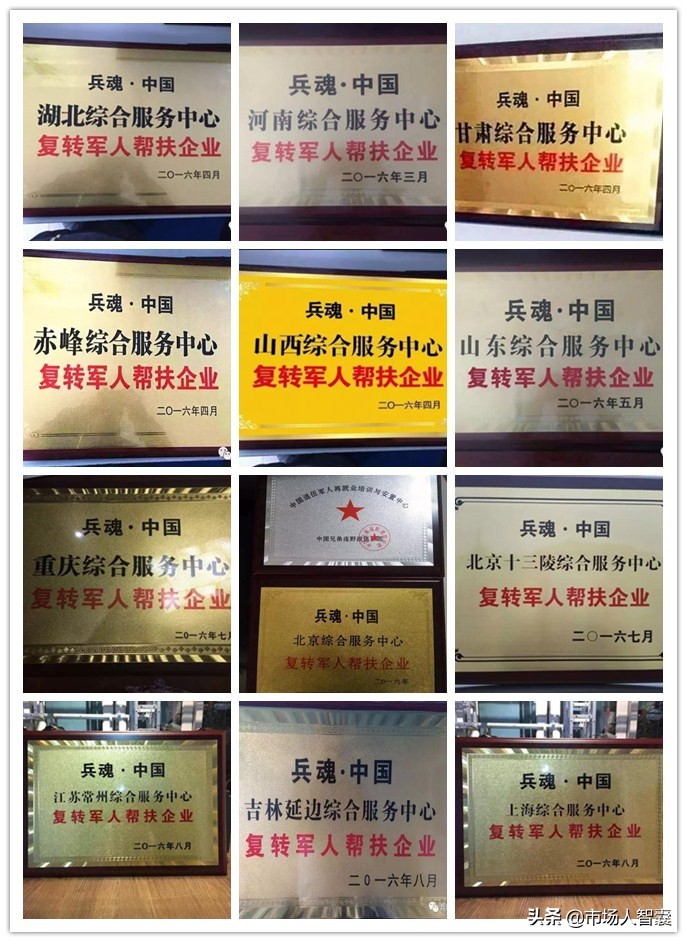 兵魂·中国
湖北综合服务中心
复转军人帮扶企业
二〇一六年四月
兵魂·中国
河南综合服务中心
复转军人帮扶企业
二〇一六年三月
兵魂·中国
甘肃综合服务中心
复转军人帮扶企业
二〇一六年四月
兵魂·中国
赤峰综合服务中心
复转军人帮扶企业
二〇一六年四月
兵魂·中国
山西综合服务中心
复转军人帮扶企业
二〇一六年四月
兵魂·中国
山东综合服务中心
复转军人帮扶企业
二〇一六年五月
兵魂·中国
重庆综合服务中心
复转军人帮扶企业
二〇一六年七月
中国退伍军人再就业培训与安置中心
兵魂·中国
北京综合服务中心
复转军人帮扶企业
二〇一六年
兵魂·中国
北京十三陵综合服务中心
复转军人帮扶企业
二〇一六七月
兵魂·中国
江苏常州综合服务中心
复转军人帮扶企业
二〇一六年八月
兵魂·中国
吉林延边综合服务中心
复转军人帮扶企业
二〇一六年八月
兵魂·中国
上海综合服务中心
复转军人帮扶企业
二〇一六年八月
头条 @市场人智囊